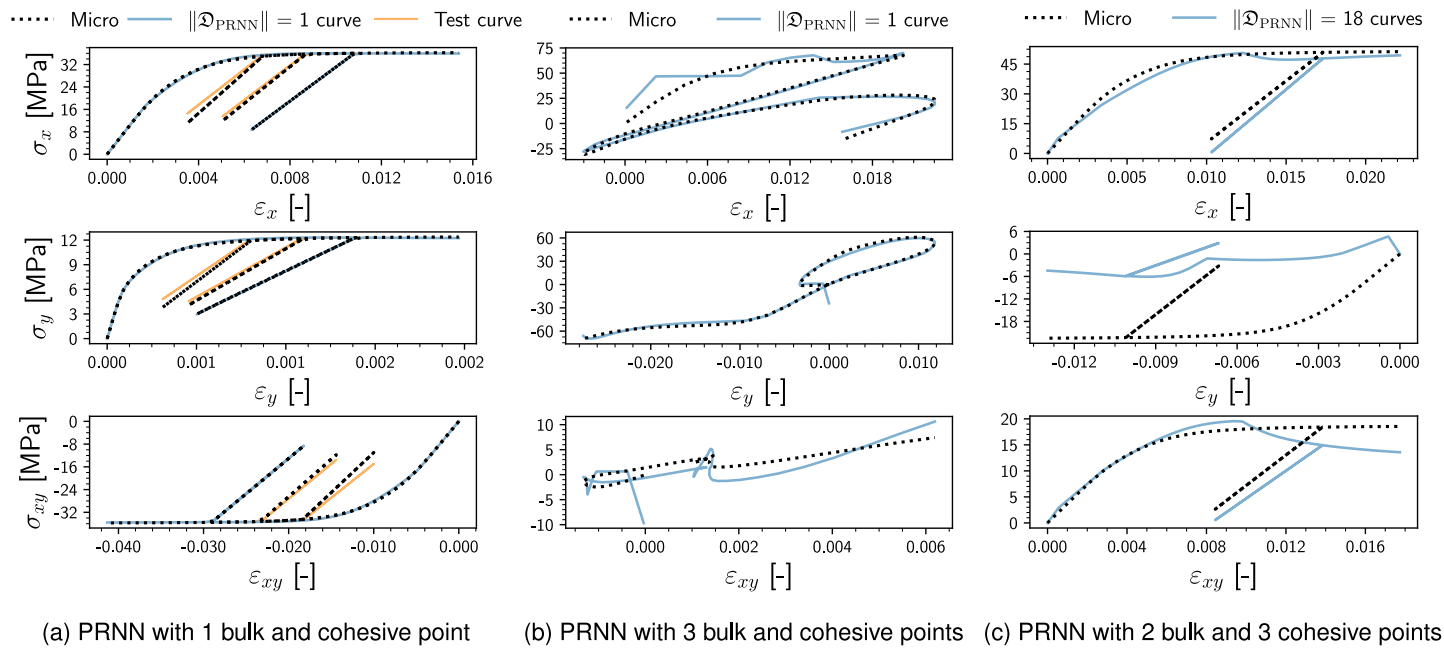 Micro ‖𝔇PRNN‖ = 1 curve Test curve
Micro ‖𝔇PRNN‖ = 1 curve
Micro ‖𝔇PRNN‖ = 18 curves
σx [MPa]
32
24
16
8
0
0.000 0.004 0.008 0.012 0.016
εx [-]
75
50
25
0
-25
0.000 0.006 0.012 0.018
εx [-]
45
30
15
0
0.000 0.005 0.010 0.015 0.020
εx [-]
σy [MPa]
12
9
6
3
0
0.000 0.001 0.001 0.002 0.002
εy [-]
60
30
0
-30
-60
-0.020 -0.010 0.000 0.010
εy [-]
6
0
-6
-12
-18
-0.012 -0.009 -0.006 -0.003 0.000
εy [-]
σxy [MPa]
0
-8
-16
-24
-32
-0.040 -0.030 -0.020 -0.010 0.000
εxy [-]
10
5
0
-5
-10
0.000 0.002 0.004 0.006
εxy [-]
20
15
10
5
0
0.000 0.004 0.008 0.012 0.016
εxy [-]
(a) PRNN with 1 bulk and cohesive point
(b) PRNN with 3 bulk and cohesive points
(c) PRNN with 2 bulk and 3 cohesive points